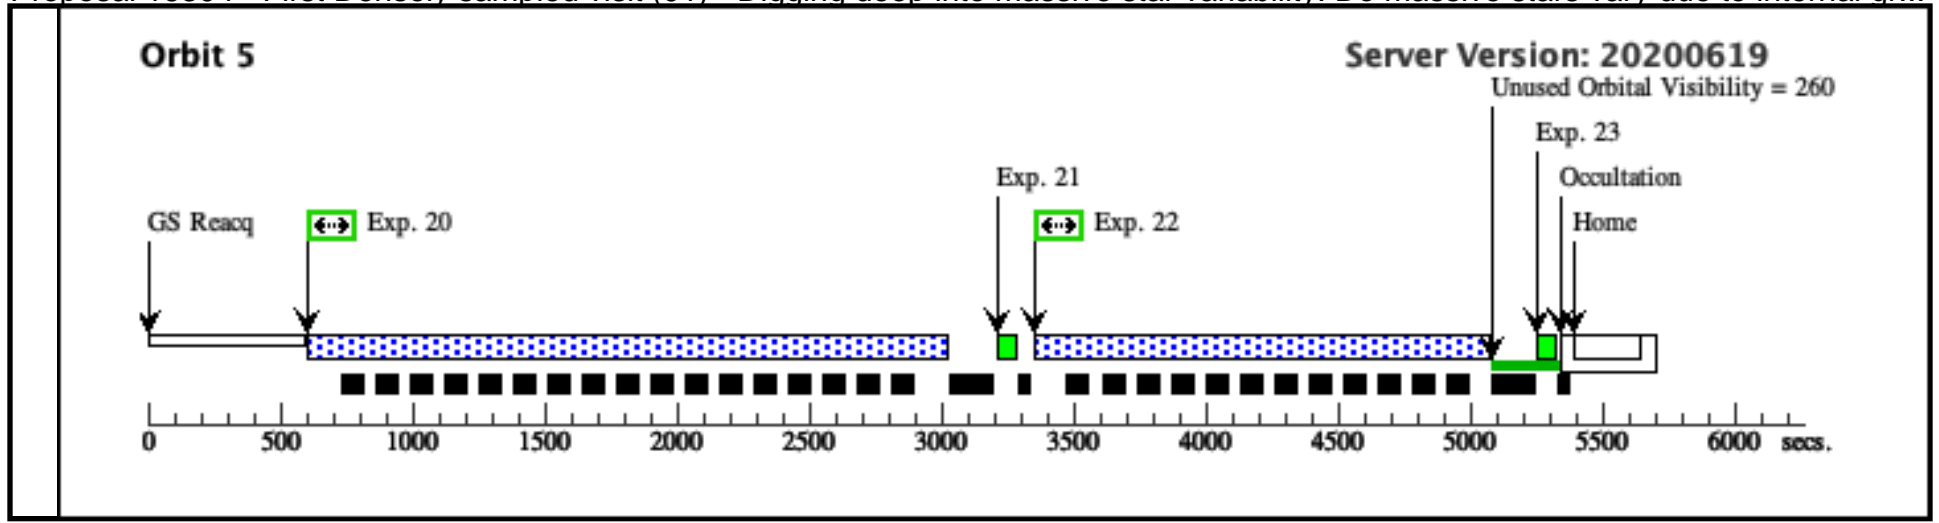 Orbit 5
Server Version: 20200619
Unused Orbital Visibility = 260
Exp. 23
Exp. 21
Occultation
GS Reacq
Exp. 20
Exp. 22
Home
0 500 1000 1500 2000 2500 3000 3500 4000 4500 5000 5500 6000 secs.